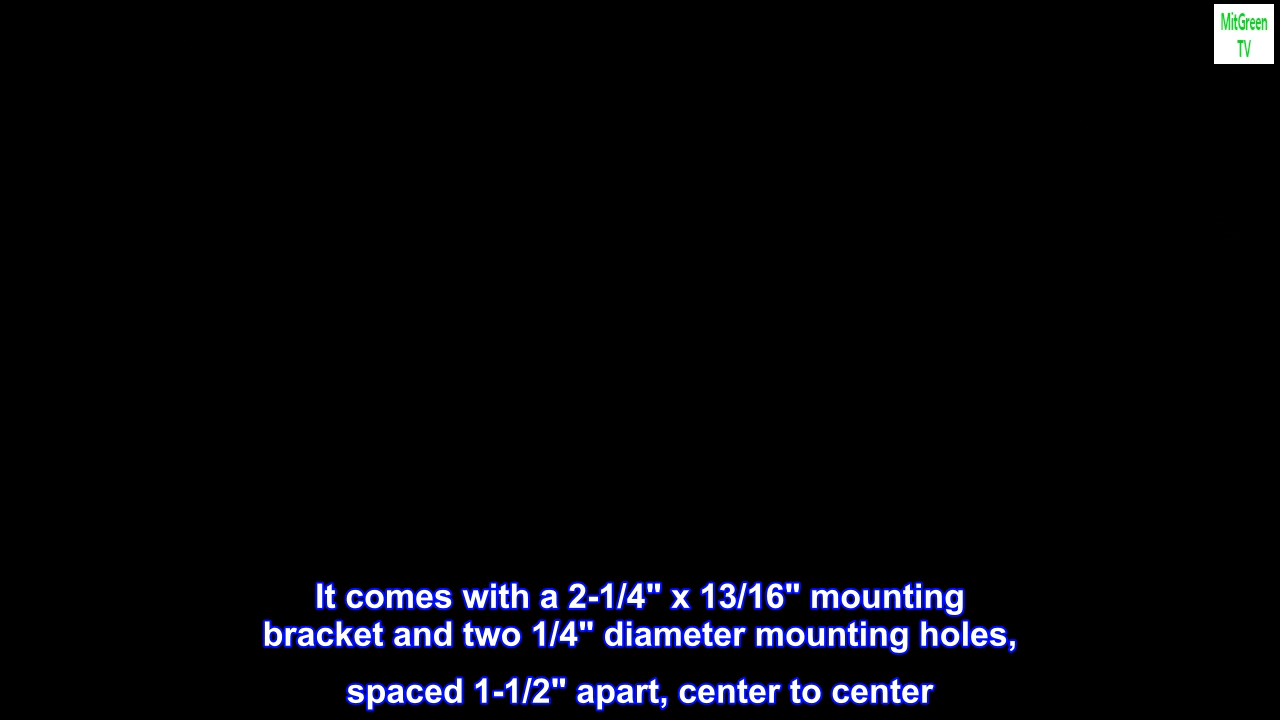 MitGreen
TV
It comes with a 2-1/4" x 13/16" mounting
bracket and two 1/4" diameter mounting holes,
spaced 1-1/2" apart, center to center